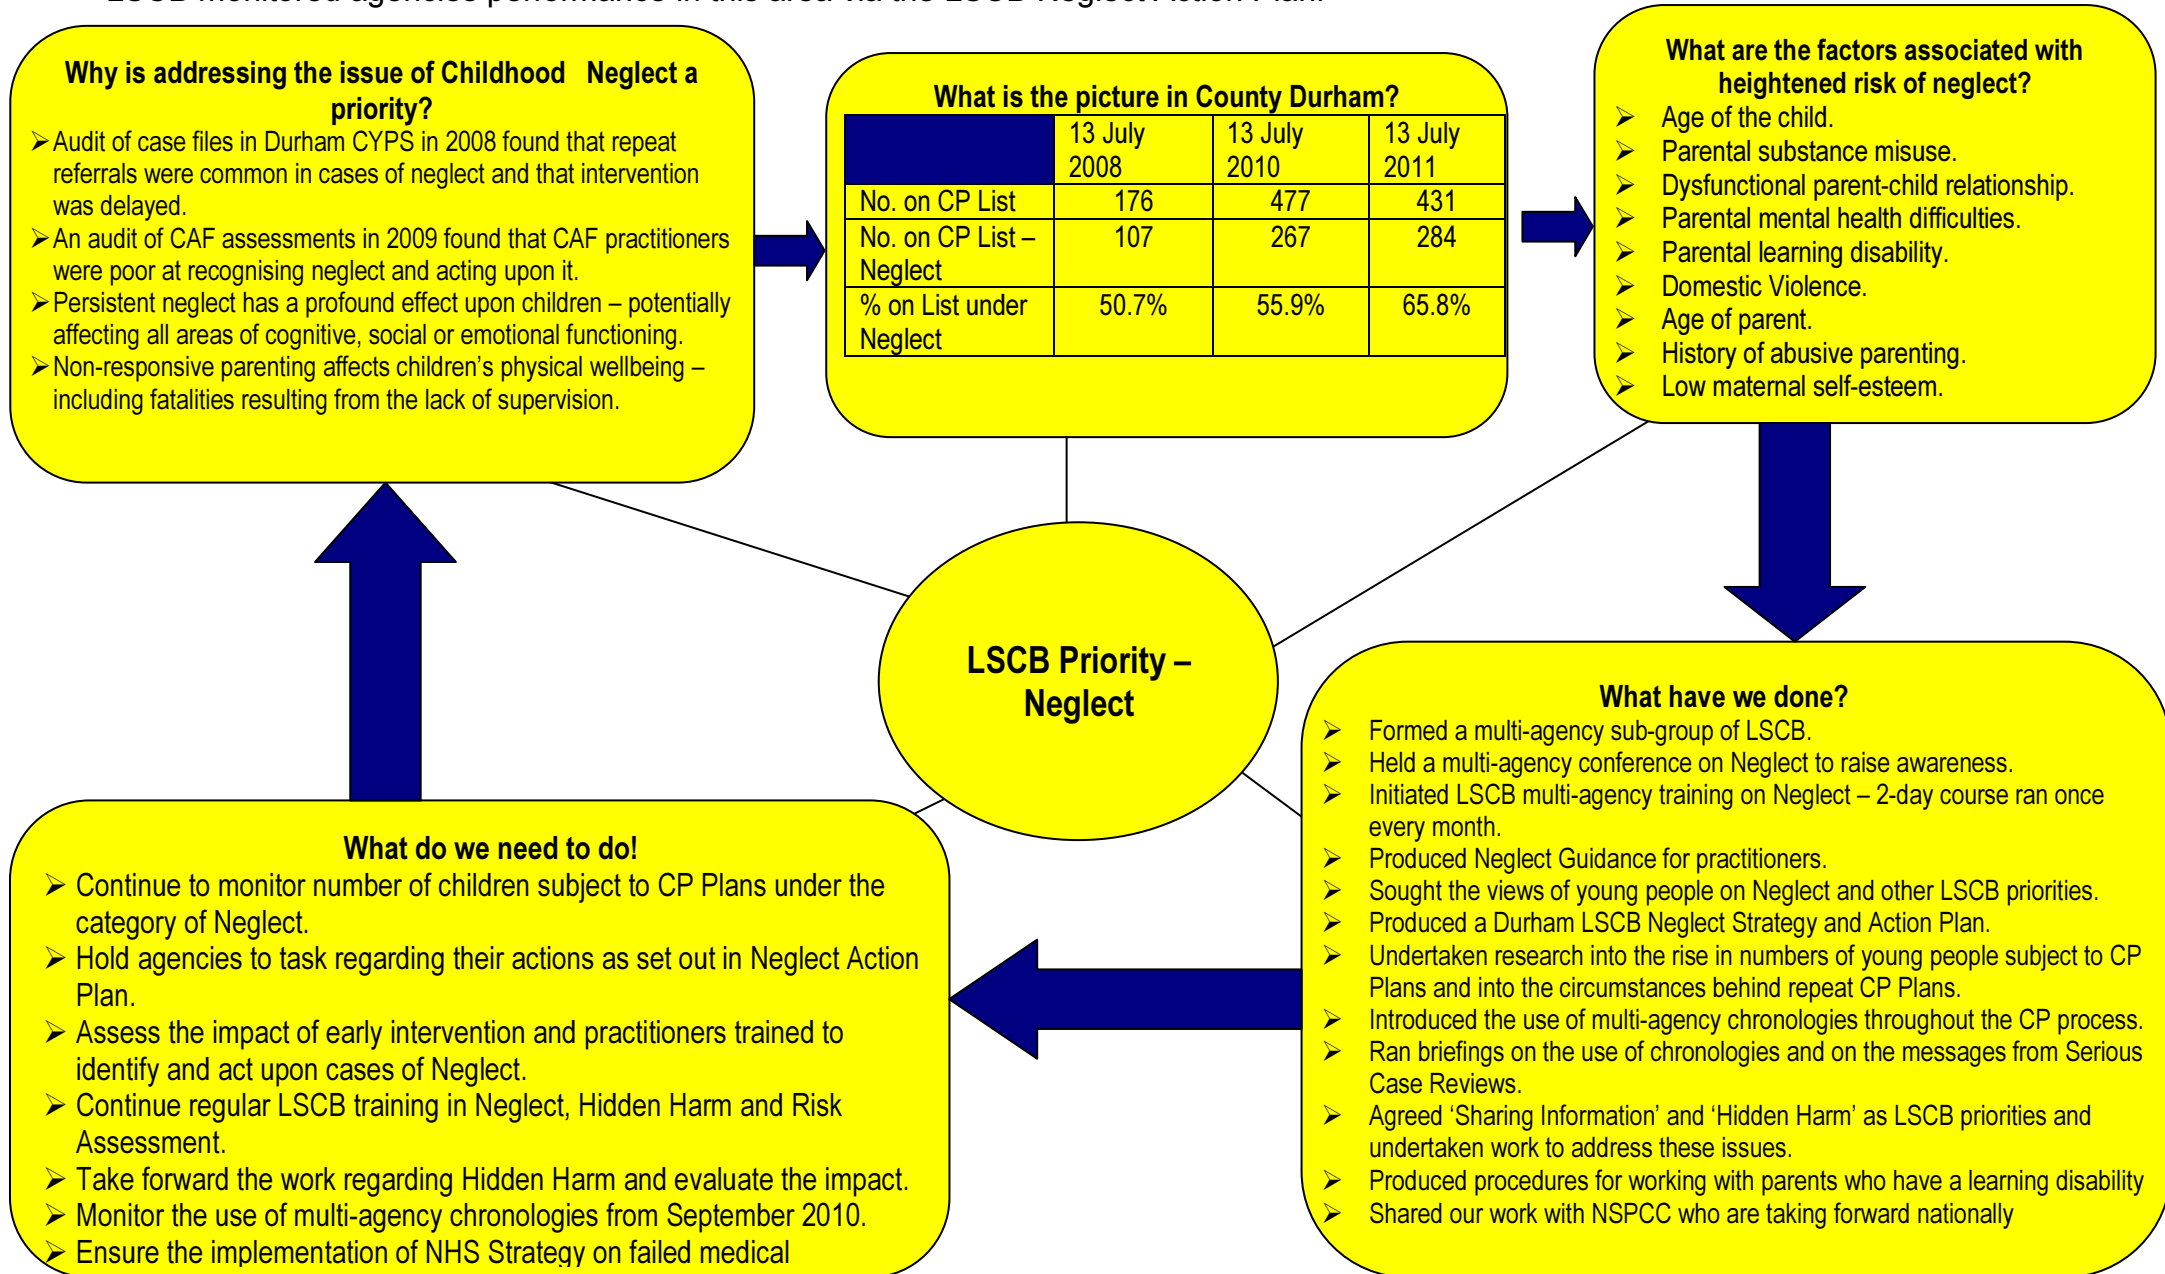 LSCB monitored agencies performance in this area via the LSCB Neglect Action Plan.
Why is addressing the issue of Childhood Neglect a
priority?
➢Audit of case files in Durham CYPS in 2008 found that repeat
referrals were common in cases of neglect and that intervention
was delayed.
➢An audit of CAF assessments in 2009 found that CAF practitioners
were poor at recognising neglect and acting upon it.
➢Persistent neglect has a profound effect upon children – potentially
affecting all areas of cognitive, social or emotional functioning.
➢Non-responsive parenting affects children's physical wellbeing –
including fatalities resulting from the lack of supervision.
What is the picture in County Durham?
13 July 2008 13 July 2010 13 July 2011
No. on CP List 176 477 431
No. on CP List – Neglect 107 267 284
% on List under Neglect 50.7% 55.9% 65.8%
What are the factors associated with
heightened risk of neglect?
➢ Age of the child.
➢ Parental substance misuse.
➢ Dysfunctional parent-child relationship.
➢ Parental mental health difficulties.
➢ Parental learning disability.
➢ Domestic Violence.
➢ Age of parent.
➢ History of abusive parenting.
➢ Low maternal self-esteem.
LSCB Priority –
Neglect
What have we done?
➢ Formed a multi-agency sub-group of LSCB.
➢ Held a multi-agency conference on Neglect to raise awareness.
➢ Initiated LSCB multi-agency training on Neglect – 2-day course ran once
every month.
➢ Produced Neglect Guidance for practitioners.
➢ Sought the views of young people on Neglect and other LSCB priorities.
➢ Produced a Durham LSCB Neglect Strategy and Action Plan.
➢ Undertaken research into the rise in numbers of young people subject to CP
Plans and into the circumstances behind repeat CP Plans.
➢ Introduced the use of multi-agency chronologies throughout the CP process.
➢ Ran briefings on the use of chronologies and on the messages from Serious
Case Reviews.
➢ Agreed 'Sharing Information' and 'Hidden Harm' as LSCB priorities and
undertaken work to address these issues.
➢ Produced procedures for working with parents who have a learning disability
➢ Shared our work with NSPCC who are taking forward nationally
What do we need to do!
➢ Continue to monitor number of children subject to CP Plans under the
category of Neglect.
➢ Hold agencies to task regarding their actions as set out in Neglect Action
Plan.
➢ Assess the impact of early intervention and practitioners trained to
identify and act upon cases of Neglect.
➢ Continue regular LSCB training in Neglect, Hidden Harm and Risk
Assessment.
➢ Take forward the work regarding Hidden Harm and evaluate the impact.
➢ Monitor the use of multi-agency chronologies from September 2010.
➢ Ensure the implementation of NHS Strategy on failed medical